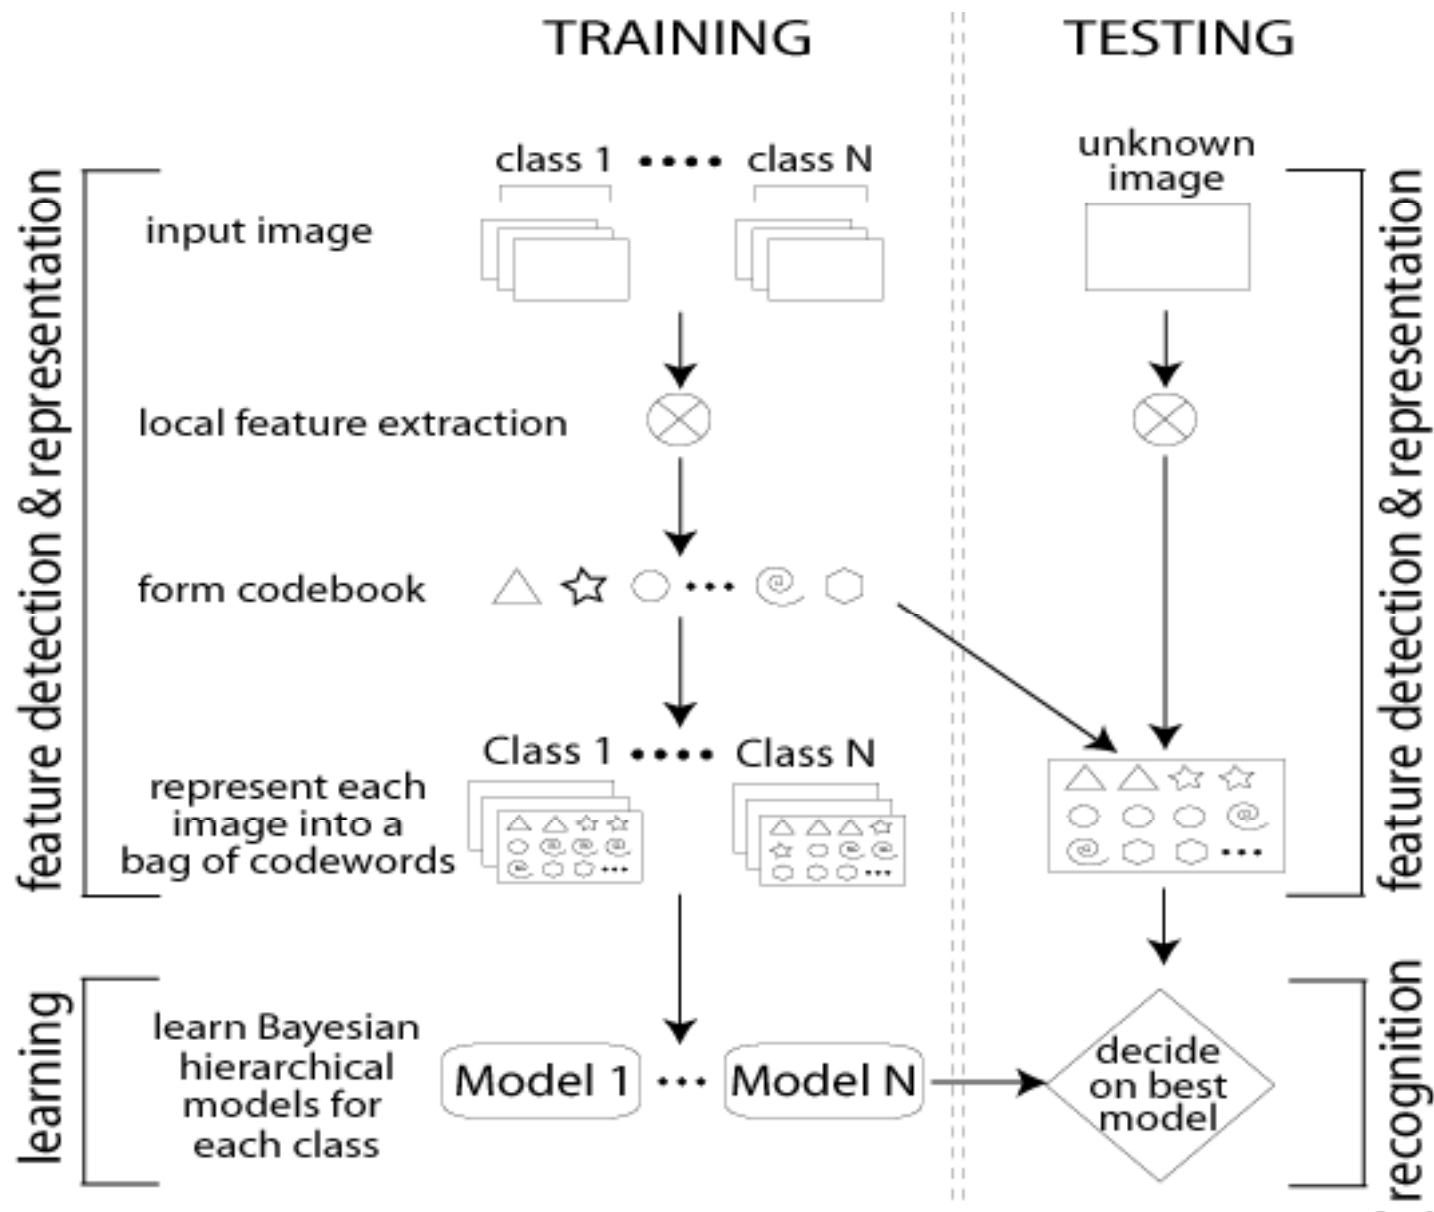 TRAINING
TESTING
class 1 •••• class N
unknown
image
input image
local feature extraction
form codebook
...
Class 1 •••• Class N
represent each
image into a
bag of codewords
...
...
...
learn Bayesian
hierarchical
models for
each class
Model 1 ... Model N
decide
on best
model
feature detection & representation
learning
feature detection & representation
recognition